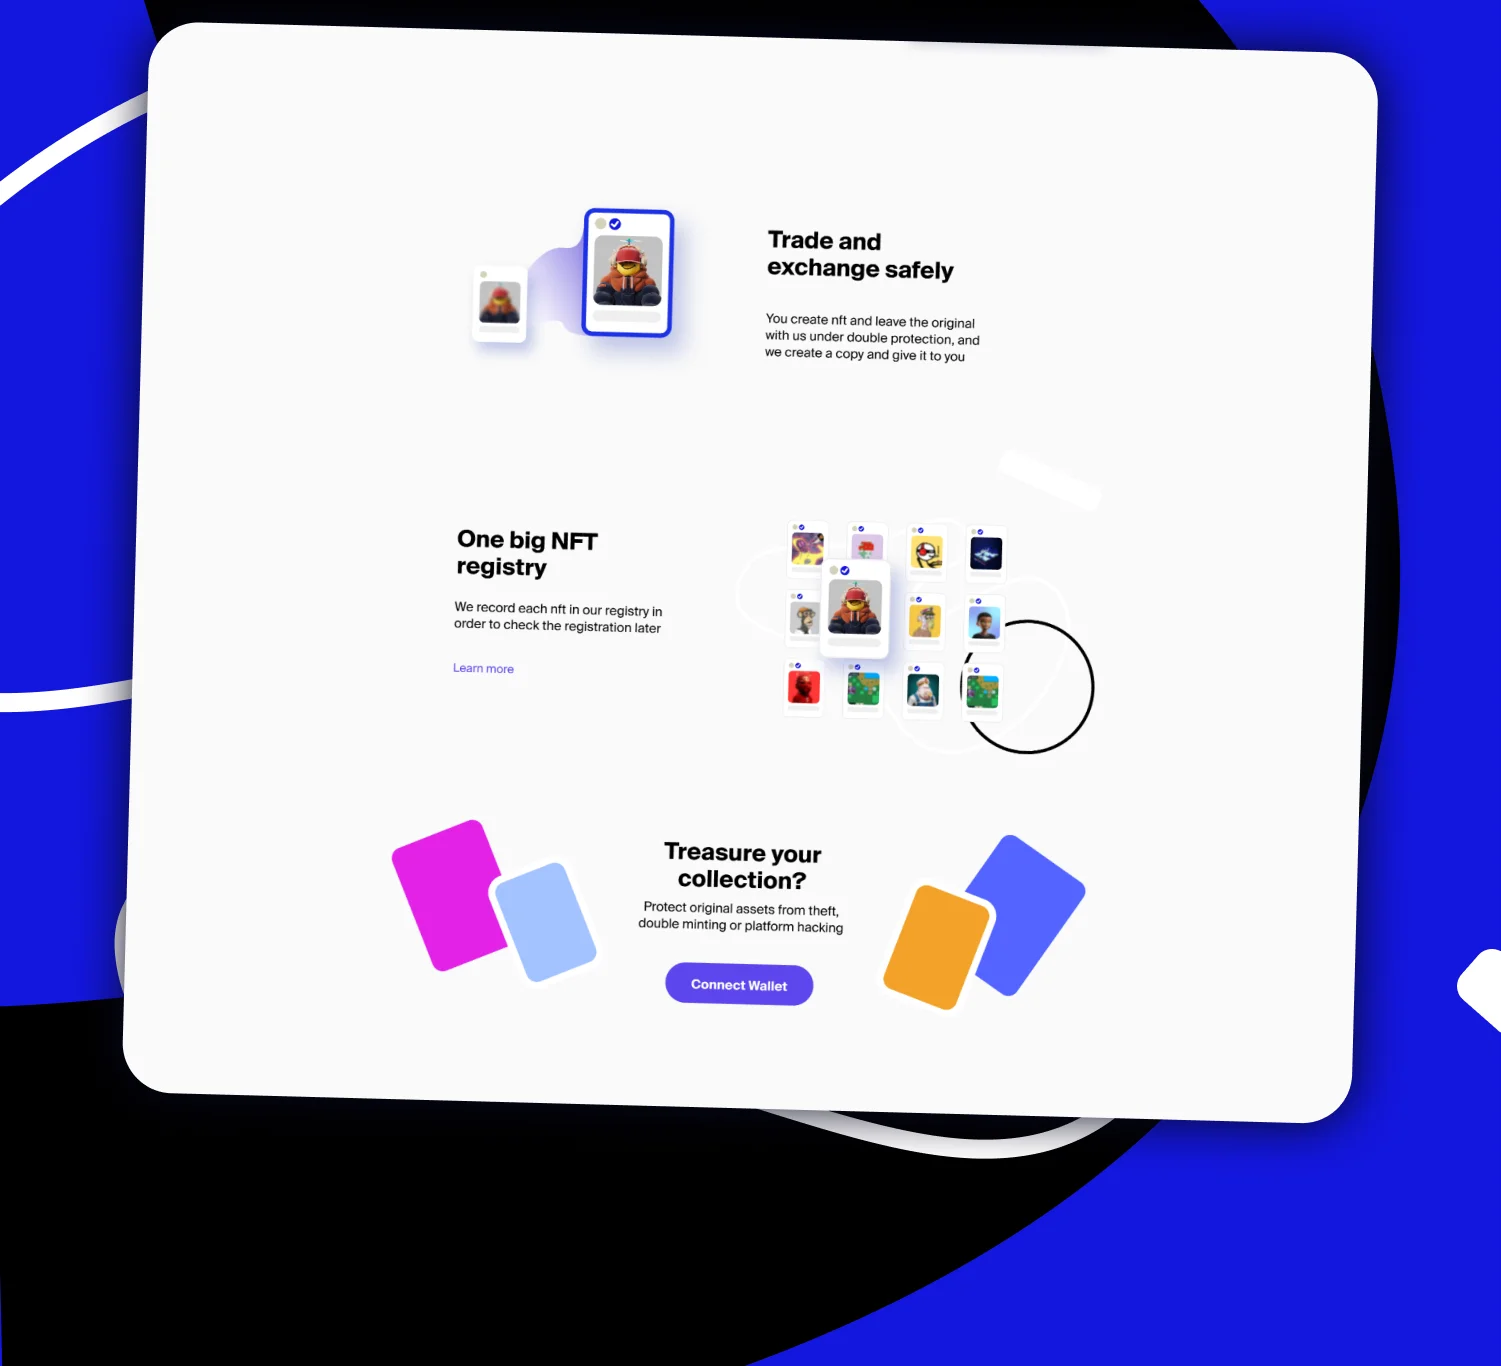 Trade and
exchange safely
You create nft and leave the original
with us under double protection, and
we create a copy and give it to you
One big NFT
registry
We record each nft in our registry in
order to check the registration later
Learn more
Treasure your
collection?
Protect original assets from theft,
double minting or platform hacking
Connect Wallet